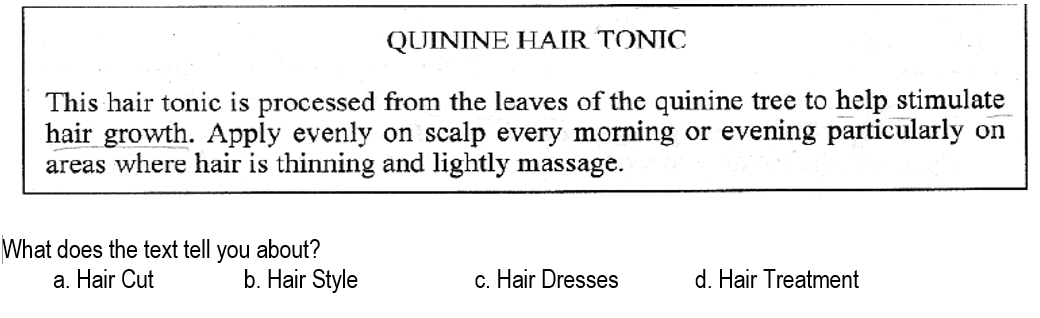 QUININE HAIR TONIC
This hair tonic is processed from the leaves of the quinine tree to help stimulate
hair growth. Apply evenly on scalp every morning or evening particularly on
areas where hair is thinning and lightly massage.
What does the text tell you about?
a. Hair Cut b. Hair Style c. Hair Dresses d. Hair Treatment